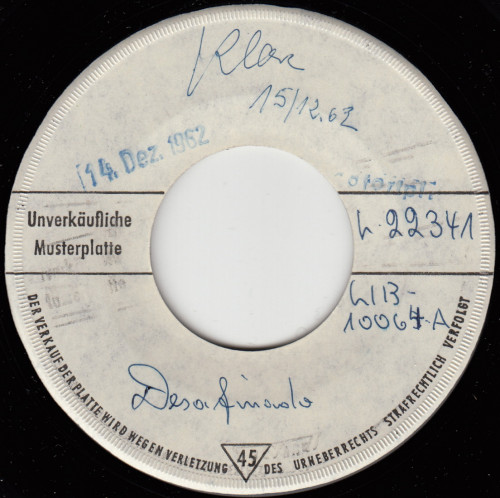 Klar
15/12.62
14. Dez. 1962
Unverkäufliche
Musterplatte
L.22341
LIB-
10064-A
Desafinado
DER VERKAUF DER PLATTE WIRD WEGEN VERLETZUNG DES URHEBERRECHTS STRAFRECHTLICH VERFOLGT
45